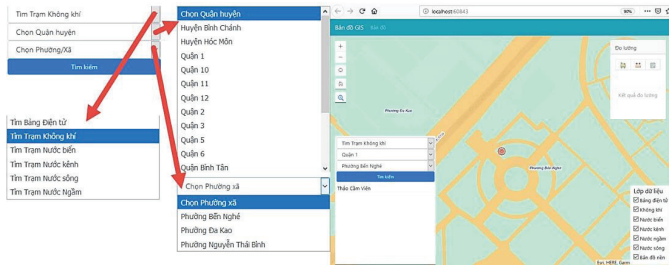 Tìm Trạm Không khí
Chọn Quận huyện
Chọn Phường/Xã
Tìm kiếm
Tìm Bảng Điện tử
Tìm Trạm Không khí
Tìm Trạm Nước biển
Tìm Trạm Nước kênh
Tìm Trạm Nước sông
Tìm Trạm Nước Ngầm
Chọn Quận huyện
Huyện Bình Chánh
Huyện Hóc Môn
Quận 1
Quận 10
Quận 11
Quận 12
Quận 2
Quận 3
Quận 5
Quận 6
Quận Bình Tân
Chọn Phường xã
Chọn Phường xã
Phường Bến Nghé
Phường Đa Kao
Phường Nguyễn Thái Bình
localhost:60843
Bản đồ GIS Bản đồ
Đo lường
Kết quả đo lường
Phường Đa Kao
Phường Bến Nghé
Tìm Trạm Không khí
Quận 1
Phường Bến Nghé
Tìm kiếm
Thảo Cầm Viên
Lớp dữ liệu
Bảng điện tử
Không khí
Nước biển
Nước kênh
Nước ngầm
Nước sông
Bản đồ nền
Esri, HERE, Garm